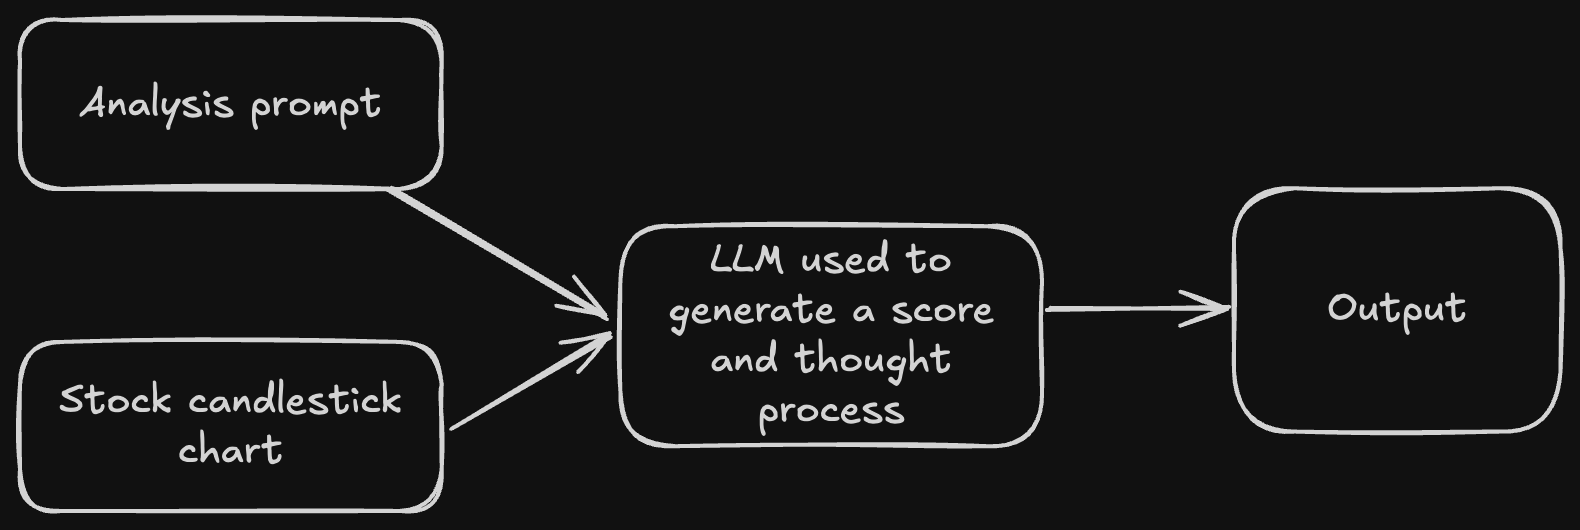 Analysis prompt
Stock candlestick
chart
LLM used to
generate a score
and thought
process
Output